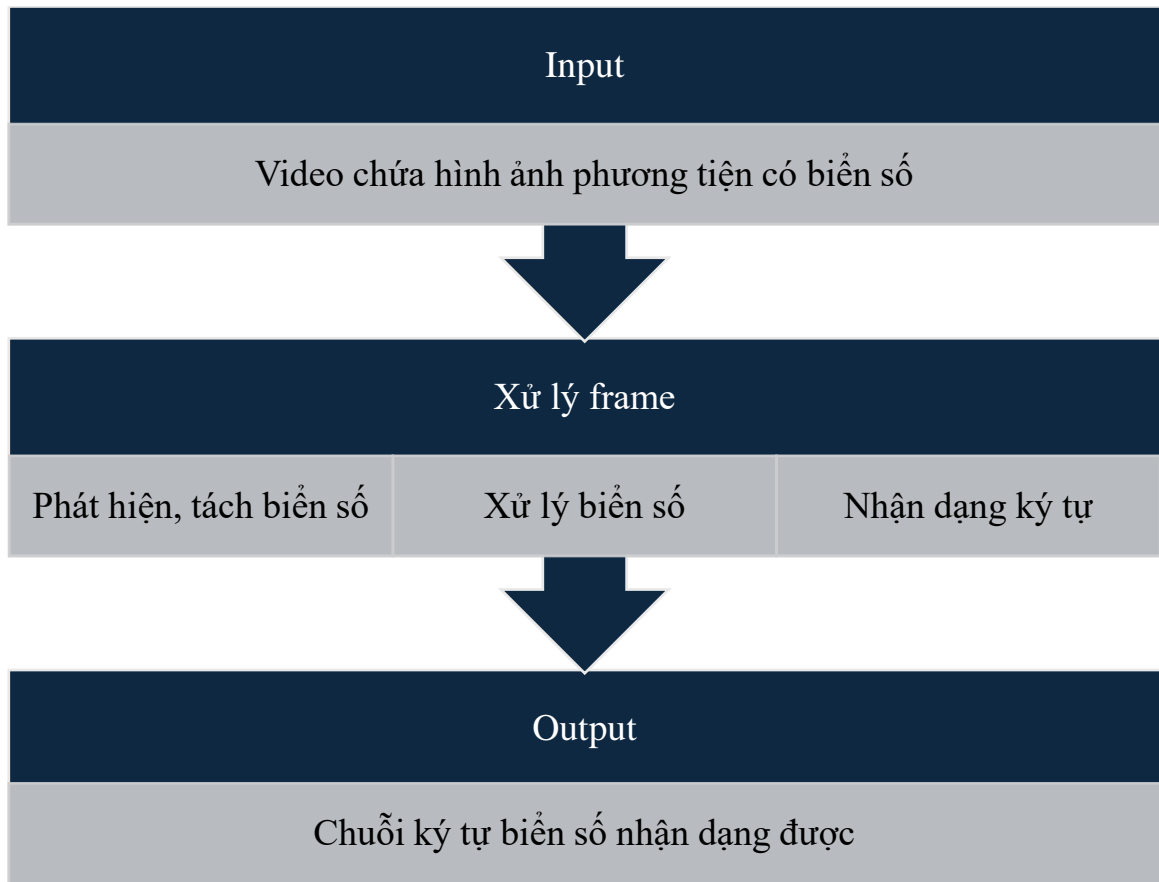 Input
Video chứa hình ảnh phương tiện có biển số
Xử lý frame
Phát hiện, tách biển số
Xử lý biển số
Nhận dạng ký tự
Output
Chuỗi ký tự biển số nhận dạng được